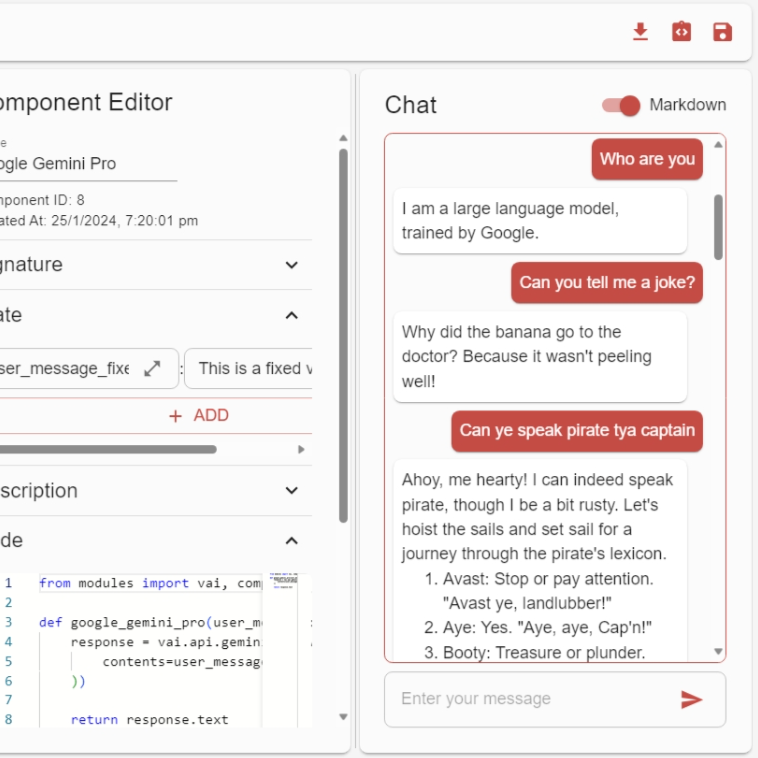 omponent Editor
e
ogle Gemini Pro
ponent ID: 8
ated At: 25/1/2024, 7:20:01 pm
gnature
ate
ser_message_fixe
:
This is a fixed v
+ ADD
scription
de
1 from modules import vai, com
2
3 def google_gemini_pro(user_m
4 response = vai.api.gemin
5 contents=user_messag
6 ))
7
8 return response.text
Chat
Markdown
Who are you
I am a large language model,
trained by Google.
Can you tell me a joke?
Why did the banana go to the
doctor? Because it wasn't peeling
well!
Can ye speak pirate tya captain
Ahoy, me hearty! I can indeed speak
pirate, though I be a bit rusty. Let's
hoist the sails and set sail for a
journey through the pirate's lexicon.
1. Avast: Stop or pay attention.
"Avast ye, landlubber!"
2. Aye: Yes. "Aye, aye, Cap'n!"
3. Booty: Treasure or plunder.
Enter your message